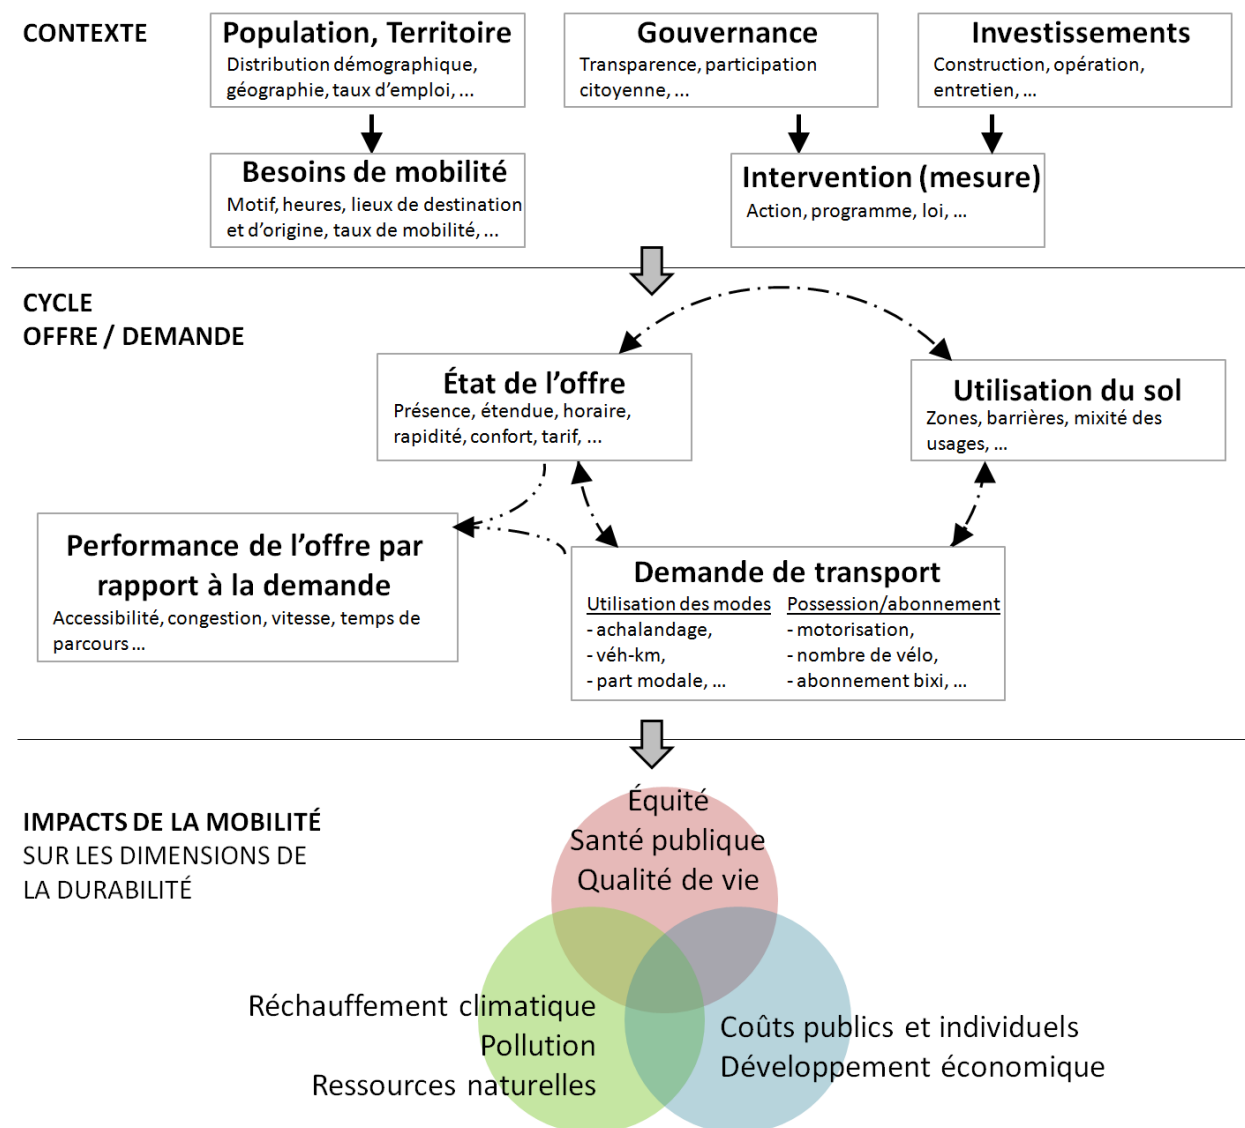 CONTEXTE
Population, Territoire
Distribution démographique,
géographie, taux d'emploi, ...
Gouvernance
Transparence, participation
citoyenne, ...
Investissements
Construction, opération,
entretien, ...
Besoins de mobilité
Motif, heures, lieux de destination
et d'origine, taux de mobilité, ...
Intervention (mesure)
Action, programme, loi, ...
CYCLE
OFFRE / DEMANDE
État de l'offre
Présence, étendue, horaire,
rapidité, confort, tarif, ...
Utilisation du sol
Zones, barrières, mixité des
usages, ...
Performance de l'offre par
rapport à la demande
Accessibilité, congestion, vitesse, temps de
parcours ...
Demande de transport
Utilisation des modes
- achalandage,
- véh-km,
- part modale, ...
Possession/abonnement
- motorisation,
- nombre de vélo,
- abonnement bixi, ...
IMPACTS DE LA MOBILITÉ
SUR LES DIMENSIONS DE
LA DURABILITÉ
Équité
Santé publique
Qualité de vie
Réchauffement climatique
Pollution
Ressources naturelles
Coûts publics et individuels
Développement économique